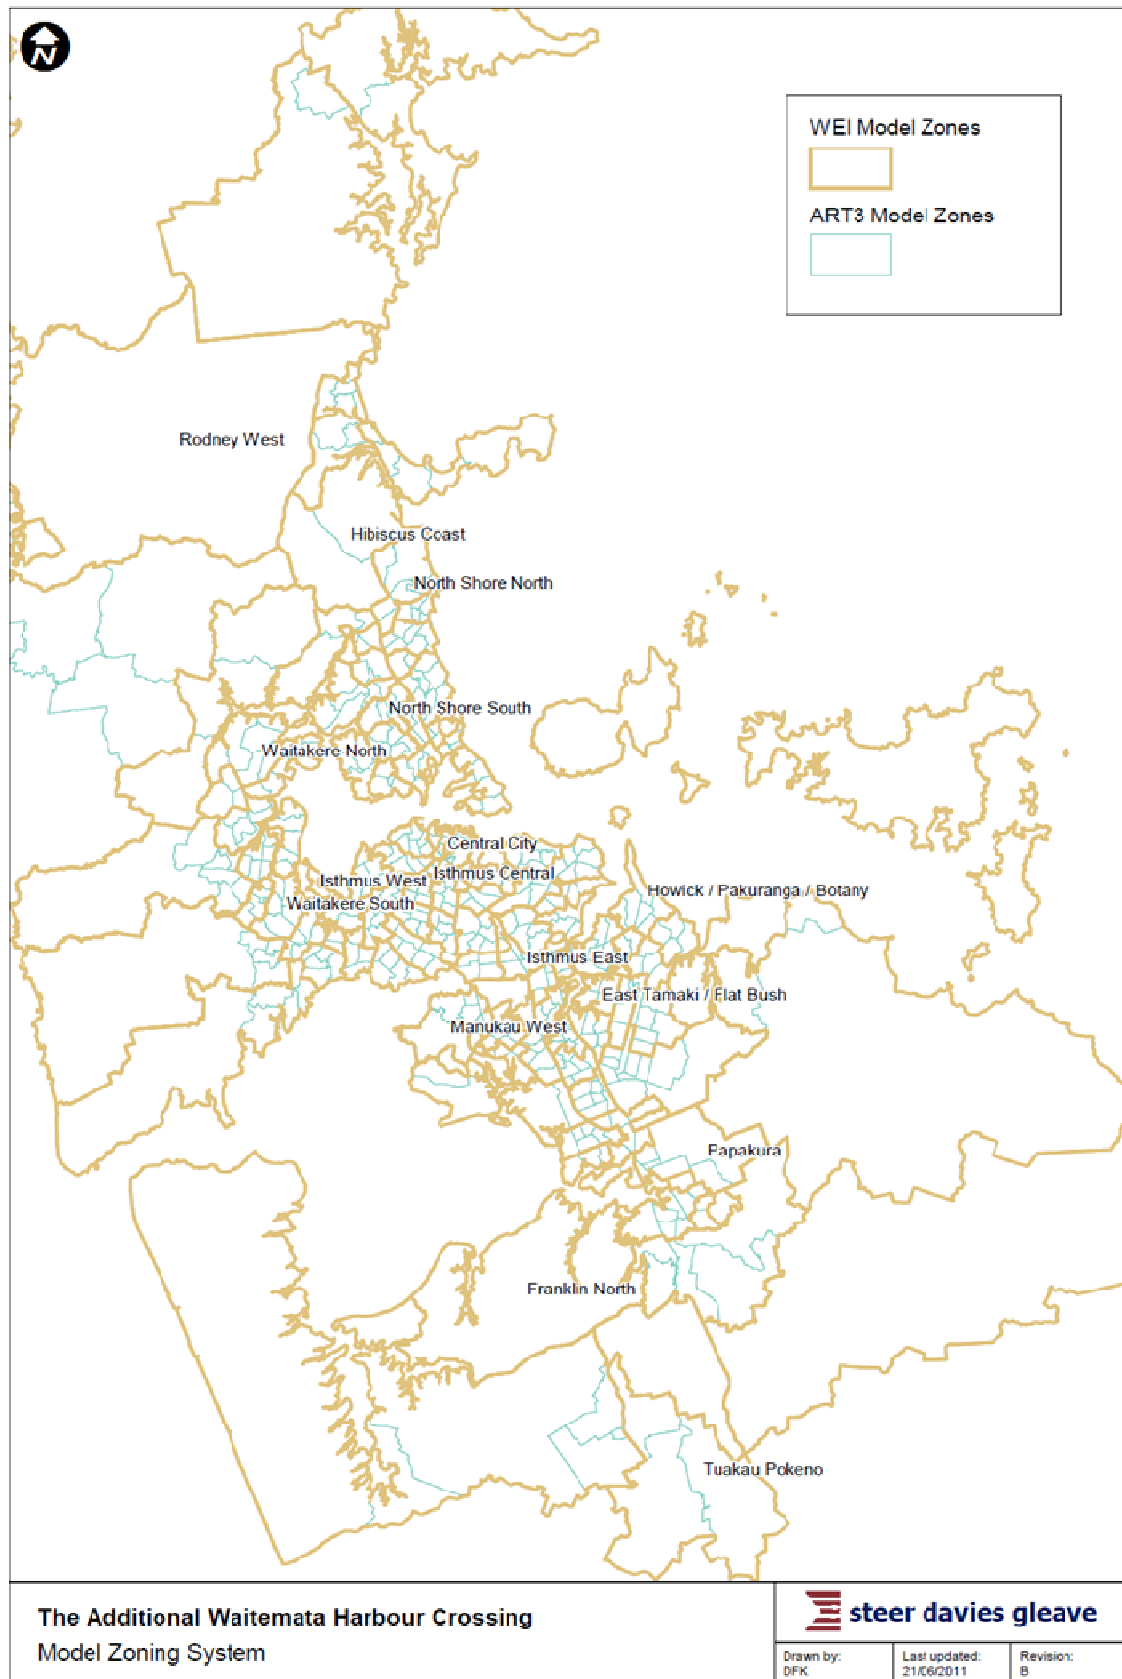 N
WEI Model Zones
ART3 Model Zones
Rodney West
Hibiscus Coast
North Shore North
North Shore South
Waitakere North
Central City
Isthmus Central
Isthmus West
Howick / Pakuranga / Botany
Waitakere South
Isthmus East
East Tamaki / Flat Bush
Manukau West
Papakura
Franklin North
Tuakau Pokeno
The Additional Waitemata Harbour Crossing
Model Zoning System
steer davies gleave
Drawn by:
DFK
Last updated:
21/06/2011
Revision:
B